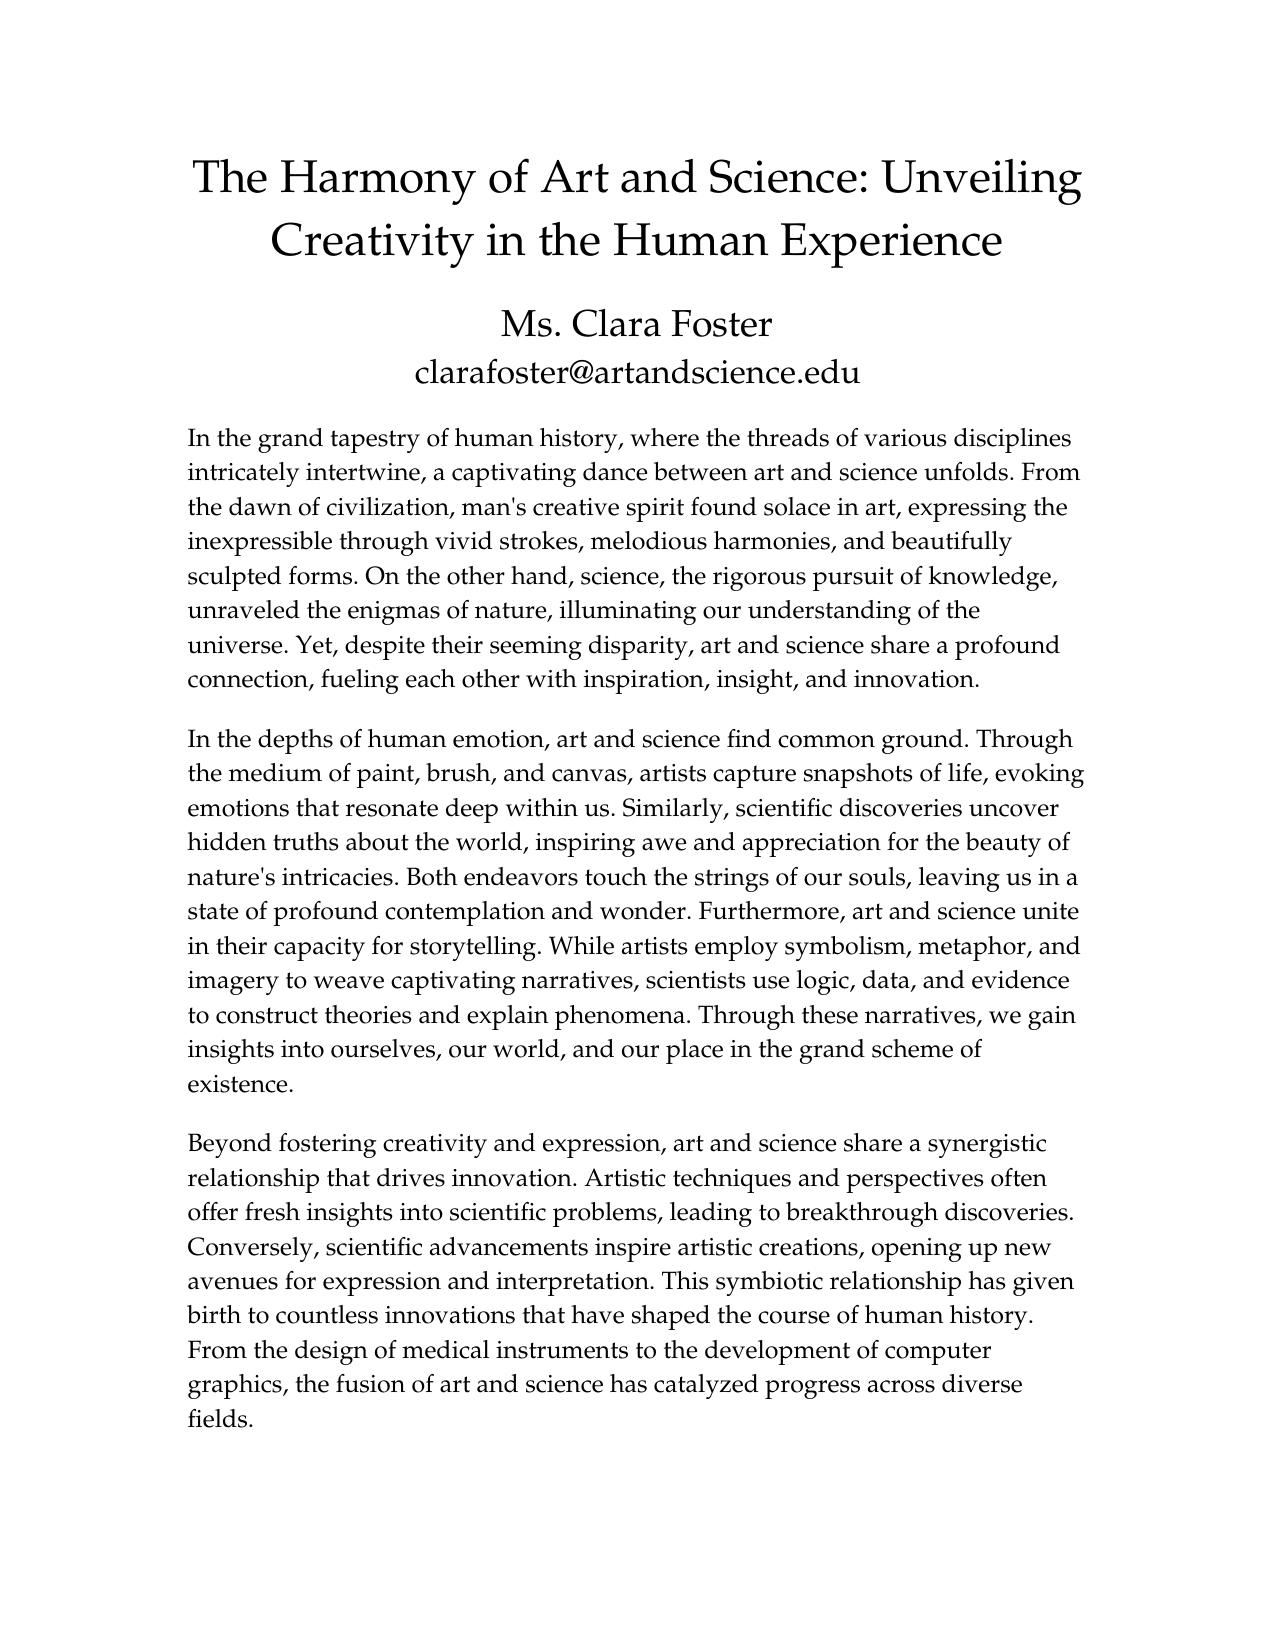 The Harmony of Art and Science: Unveiling
Creativity in the Human Experience
Ms. Clara Foster
clarafoster@artandscience.edu
In the grand tapestry of human history, where the threads of various disciplines
intricately intertwine, a captivating dance between art and science unfolds. From
the dawn of civilization, man's creative spirit found solace in art, expressing the
inexpressible through vivid strokes, melodious harmonies, and beautifully
sculpted forms. On the other hand, science, the rigorous pursuit of knowledge,
unraveled the enigmas of nature, illuminating our understanding of the
universe. Yet, despite their seeming disparity, art and science share a profound
connection, fueling each other with inspiration, insight, and innovation.
In the depths of human emotion, art and science find common ground. Through
the medium of paint, brush, and canvas, artists capture snapshots of life, evoking
emotions that resonate deep within us. Similarly, scientific discoveries uncover
hidden truths about the world, inspiring awe and appreciation for the beauty of
nature's intricacies. Both endeavors touch the strings of our souls, leaving us in a
state of profound contemplation and wonder. Furthermore, art and science unite
in their capacity for storytelling. While artists employ symbolism, metaphor, and
imagery to weave captivating narratives, scientists use logic, data, and evidence
to construct theories and explain phenomena. Through these narratives, we gain
insights into ourselves, our world, and our place in the grand scheme of
existence.
Beyond fostering creativity and expression, art and science share a synergistic
relationship that drives innovation. Artistic techniques and perspectives often
offer fresh insights into scientific problems, leading to breakthrough discoveries.
Conversely, scientific advancements inspire artistic creations, opening up new
avenues for expression and interpretation. This symbiotic relationship has given
birth to countless innovations that have shaped the course of human history.
From the design of medical instruments to the development of computer
graphics, the fusion of art and science has catalyzed progress across diverse
fields.